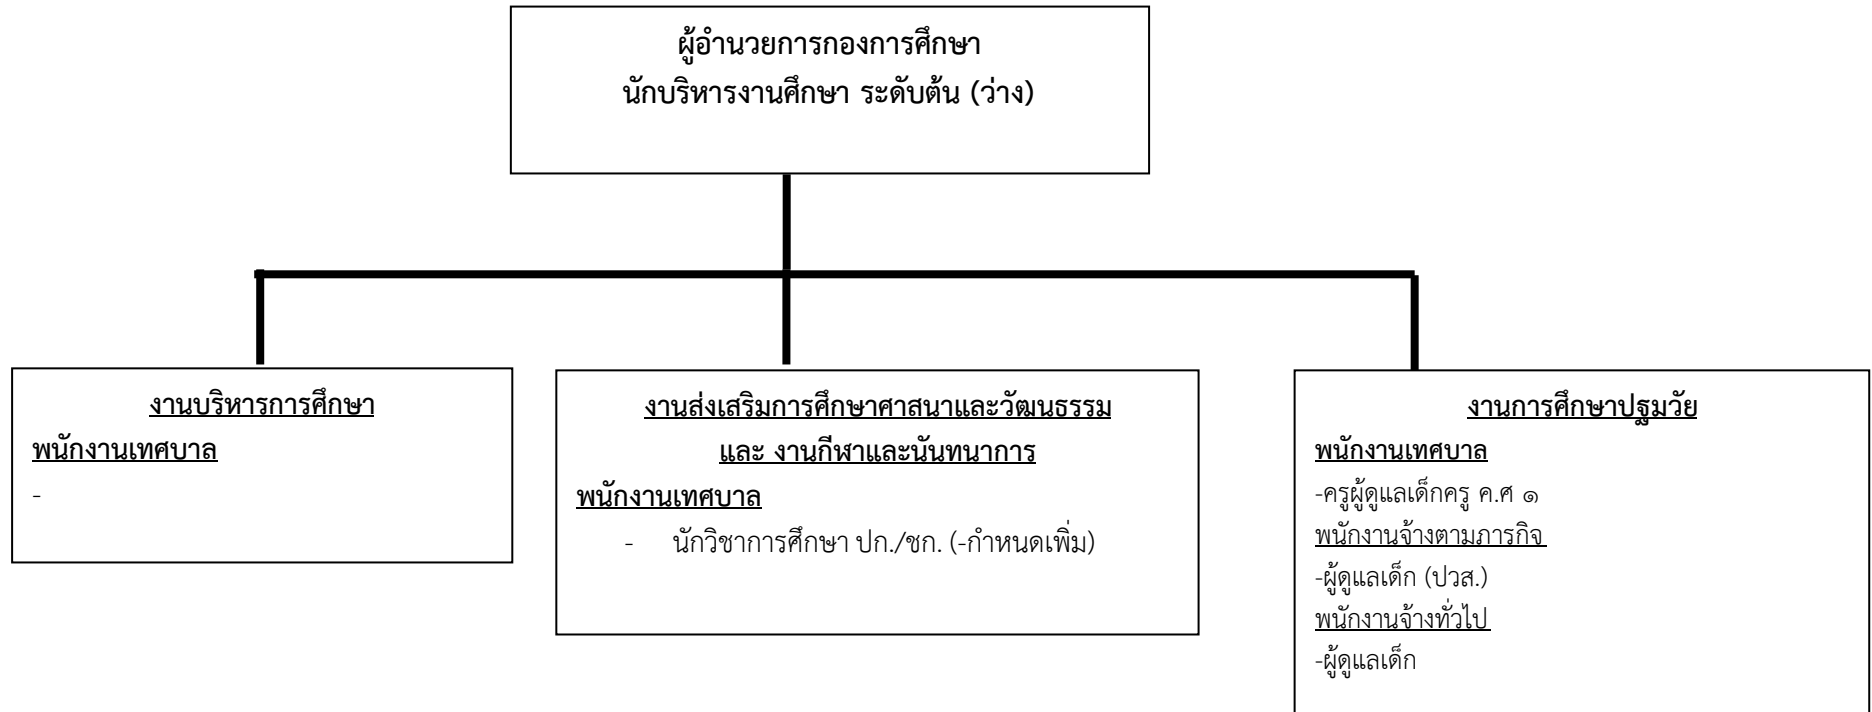 ผู้อำนวยการกองการศึกษา
นักบริหารงานศึกษา ระดับต้น (ว่าง)
งานบริหารการศึกษา
พนักงานเทศบาล
-
งานส่งเสริมการศึกษาศาสนาและวัฒนธรรม
และ งานกีฬาและนันทนาการ
พนักงานเทศบาล
- นักวิชาการศึกษา ปก./ชก. (-กำหนดเพิ่ม)
งานการศึกษาปฐมวัย
พนักงานเทศบาล
-ครูผู้ดูแลเด็กครู ค.ศ ๑
พนักงานจ้างตามภารกิจ
-ผู้ดูแลเด็ก (ปวส.)
พนักงานจ้างทั่วไป
-ผู้ดูแลเด็ก